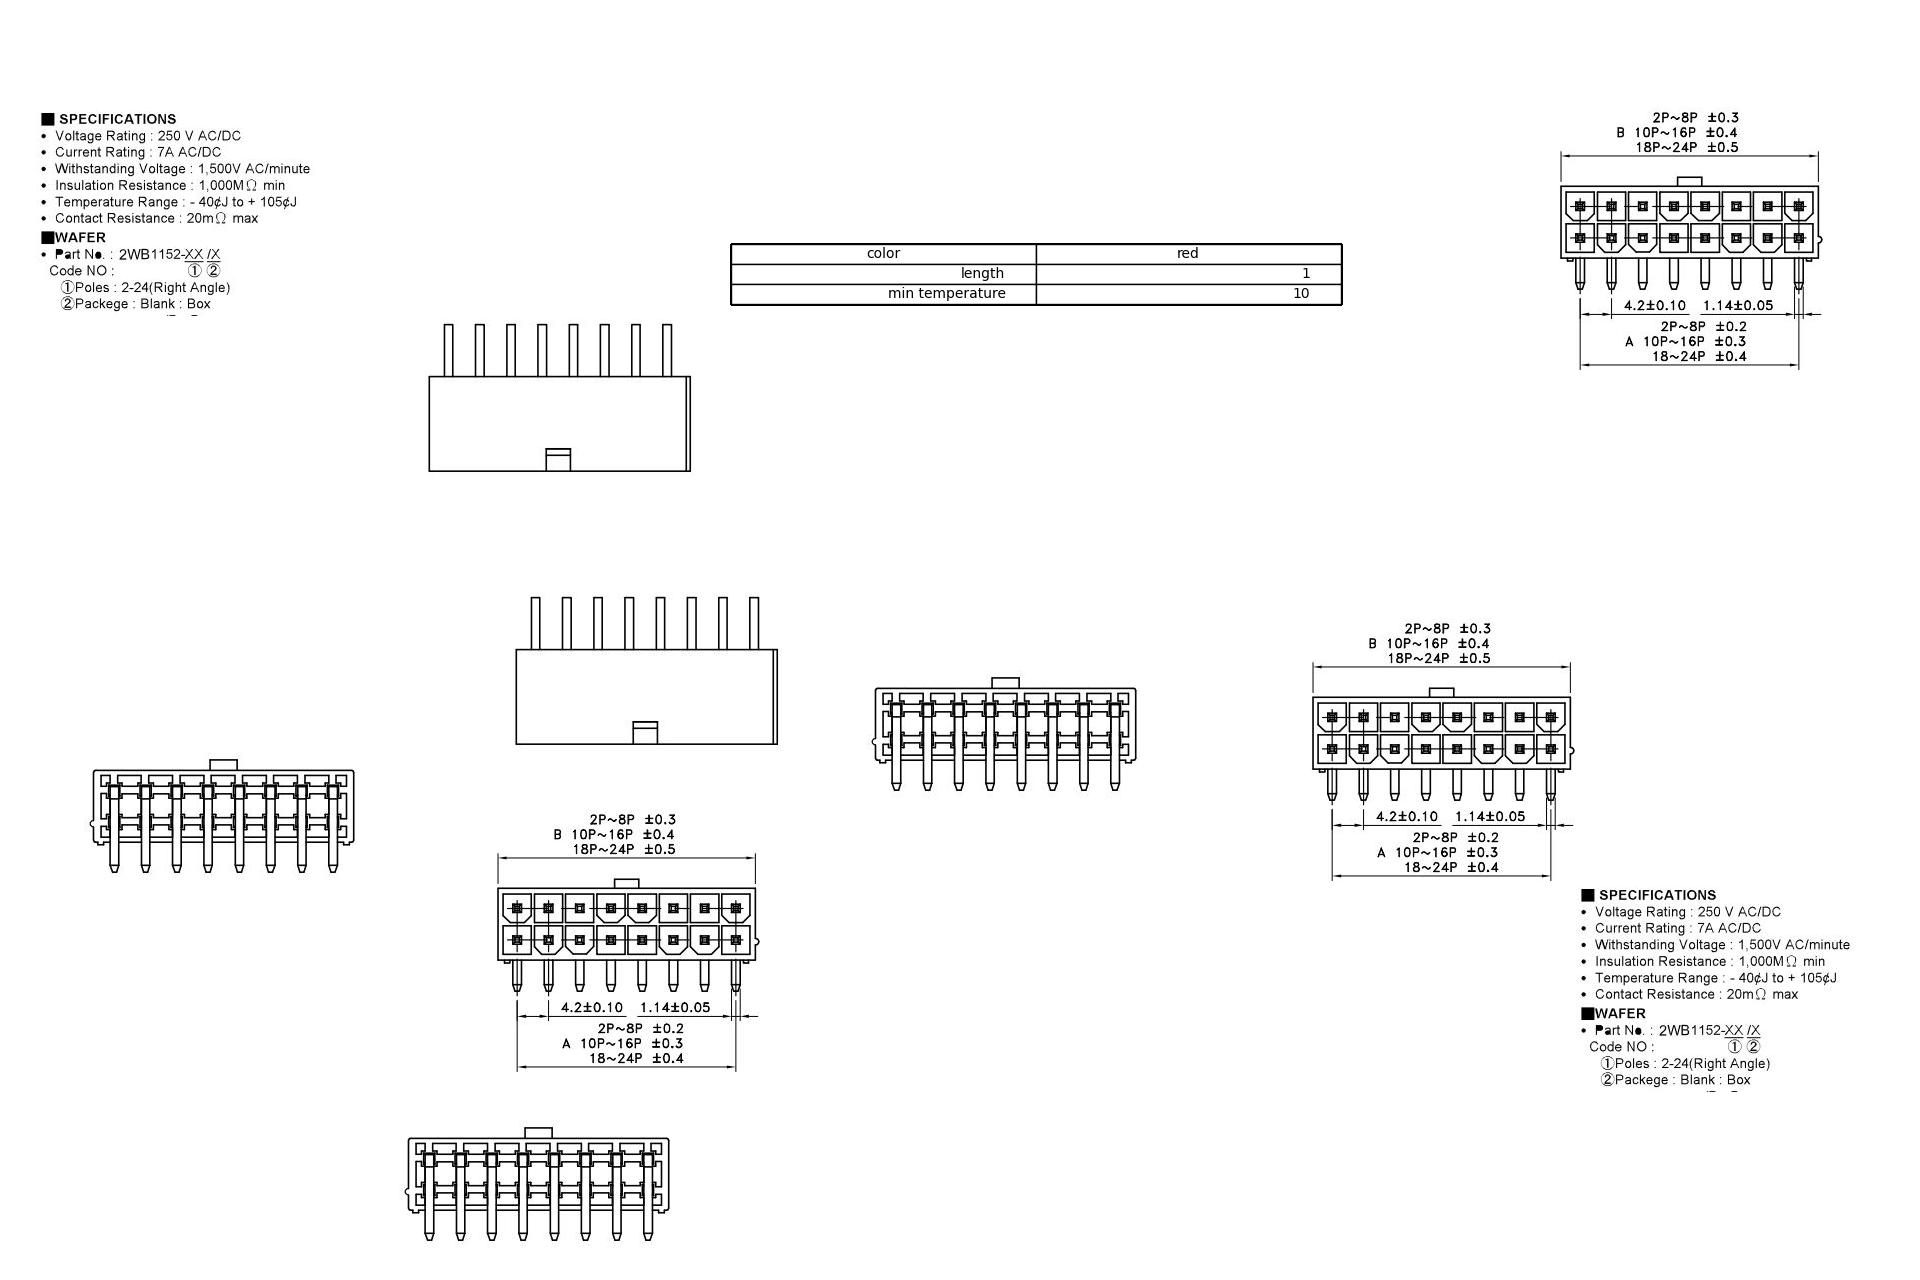 ■ SPECIFICATIONS
• Voltage Rating : 250 V AC/DC
• Current Rating : 7A AC/DC
• Withstanding Voltage : 1,500V AC/minute
• Insulation Resistance : 1,000MΩ min
• Temperature Range : - 40¢J to + 105¢J
• Contact Resistance : 20mΩ max
■WAFER
• Part No. : 2WB1152-XX /X
Code NO : ① ②
①Poles : 2-24(Right Angle)
②Packege : Blank : Box
color red
length 1
min temperature 10
2P~8P ±0.3
B 10P~16P ±0.4
18P~24P ±0.5
4.2±0.10 1.14±0.05
2P~8P ±0.2
A 10P~16P ±0.3
18~24P ±0.4
2P~8P ±0.3
B 10P~16P ±0.4
18P~24P ±0.5
4.2±0.10 1.14±0.05
2P~8P ±0.2
A 10P~16P ±0.3
18~24P ±0.4
2P~8P ±0.3
B 10P~16P ±0.4
18P~24P ±0.5
4.2±0.10 1.14±0.05
2P~8P ±0.2
A 10P~16P ±0.3
18~24P ±0.4
■ SPECIFICATIONS
• Voltage Rating : 250 V AC/DC
• Current Rating : 7A AC/DC
• Withstanding Voltage : 1,500V AC/minute
• Insulation Resistance : 1,000MΩ min
• Temperature Range : - 40¢J to + 105¢J
• Contact Resistance : 20mΩ max
■WAFER
• Part No. : 2WB1152-XX /X
Code NO : ① ②
①Poles : 2-24(Right Angle)
②Packege : Blank : Box